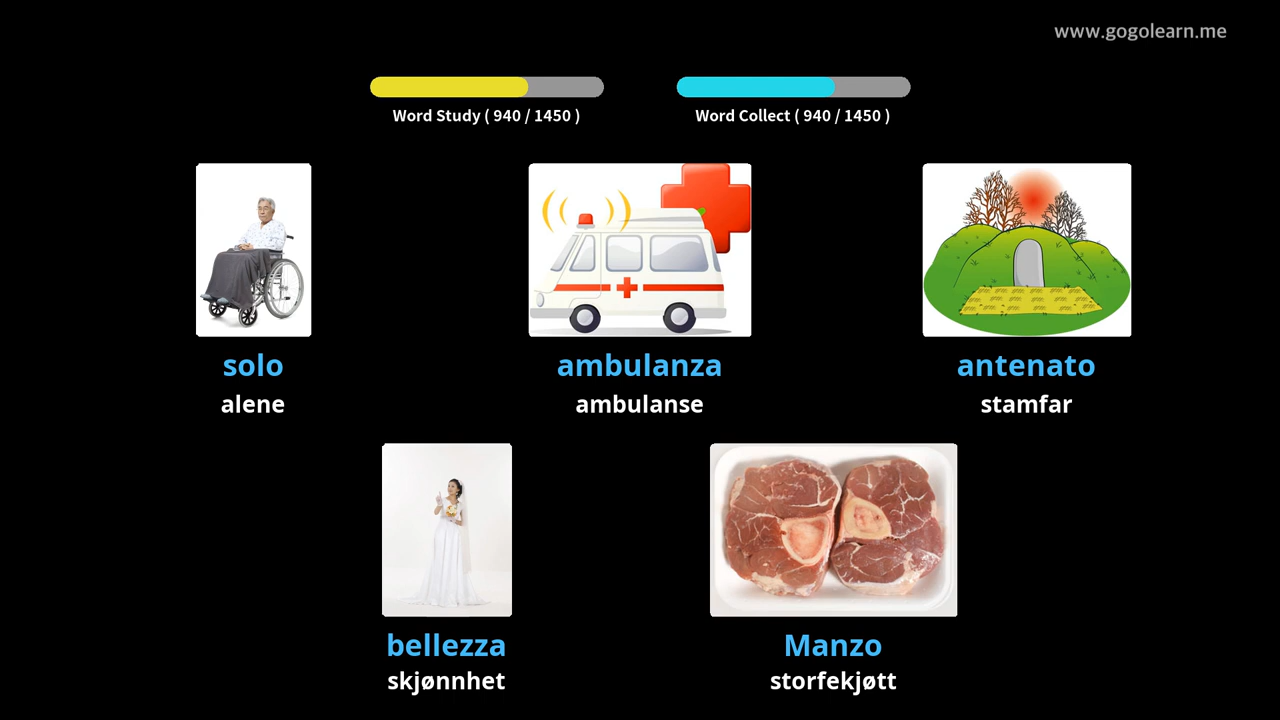 www.gogolearn.me
Word Study ( 940 / 1450 )
Word Collect ( 940 / 1450 )
solo
alene
ambulanza
ambulanse
antenato
stamfar
bellezza
skjønnhet
Manzo
storfekjøtt